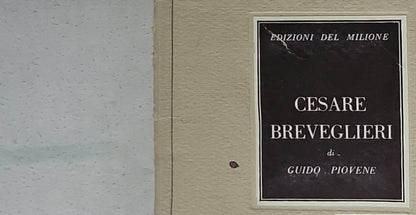 EDIZIONI DEL MILIONE
CESARE
BREVEGLIERI
di
GUIDO PIOVENE